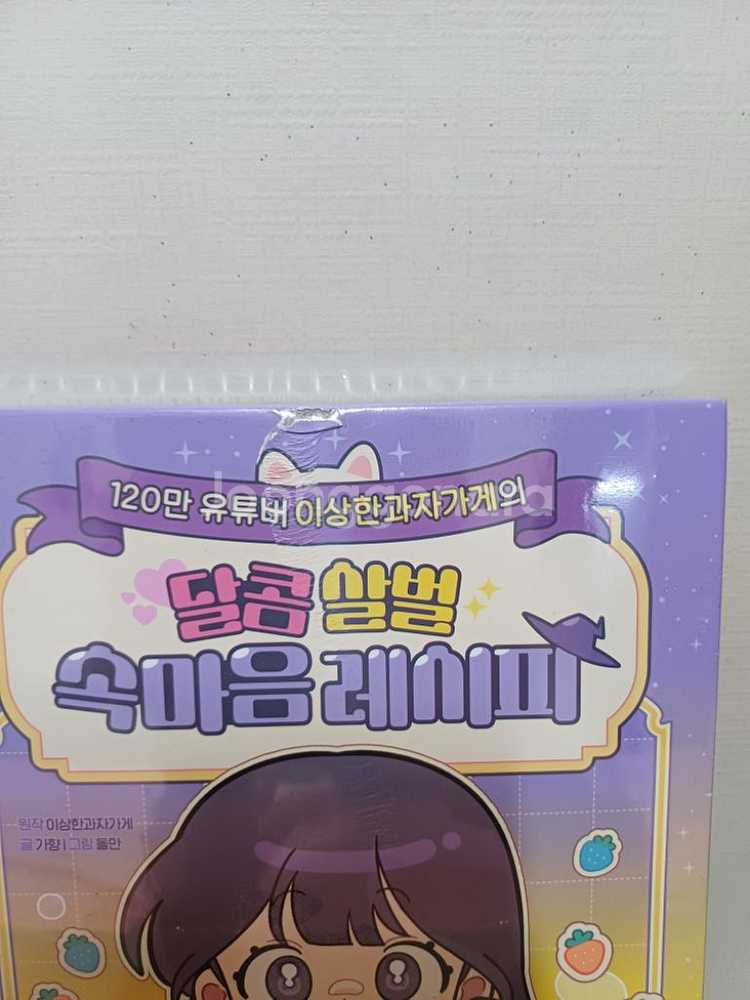 120만 유튜버 이상한과자가게의
달콤 살벌
속마음 레시피
원작 이상한과자가게
글 가향 | 그림 돌만